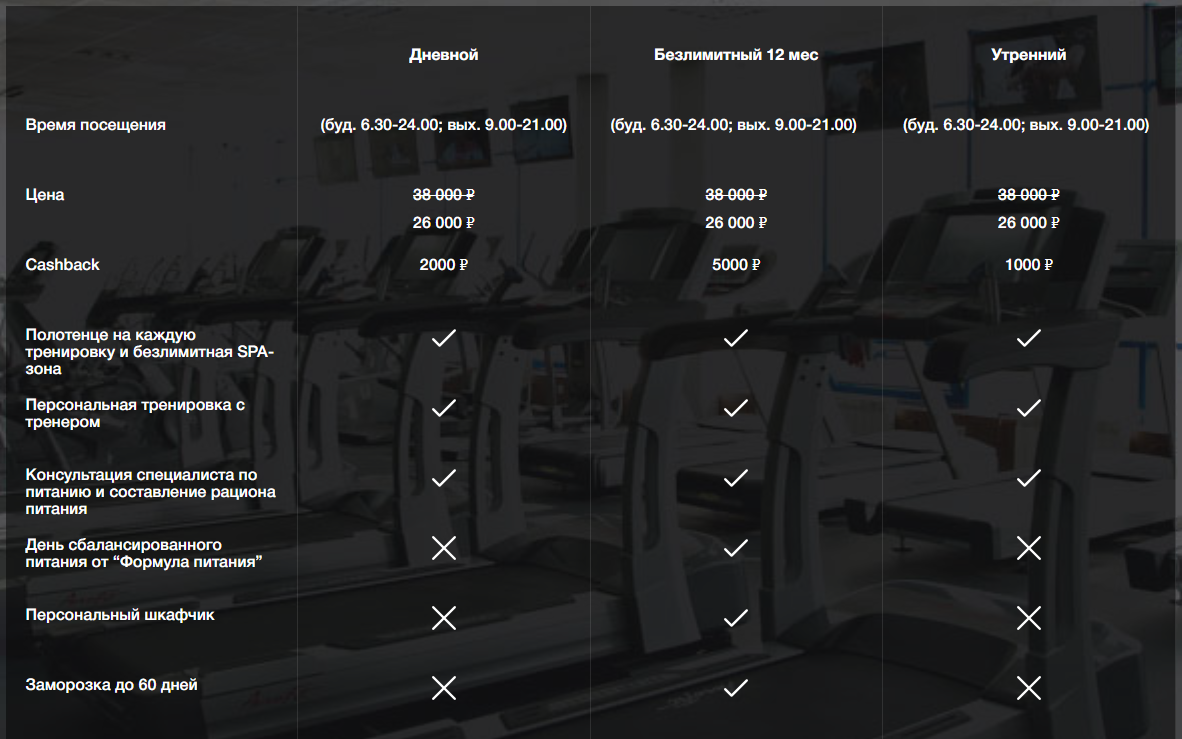 Дневной
Безлимитный 12 мес
Утренний
Время посещения
(буд. 6.30-24.00; вых. 9.00-21.00)
(буд. 6.30-24.00; вых. 9.00-21.00)
(буд. 6.30-24.00; вых. 9.00-21.00)
Цена
38 000 ₽
38 000 ₽
38 000 ₽
26 000 ₽
26 000 ₽
26 000 ₽
Cashback
2000 ₽
5000 ₽
1000 ₽
Полотенце на каждую
тренировку и безлимитная SPA-
зона
Персональная тренировка с
тренером
Консультация специалиста по
питанию и составление рациона
питания
День сбалансированного
питания от “Формула питания”
Персональный шкафчик
Заморозка до 60 дней